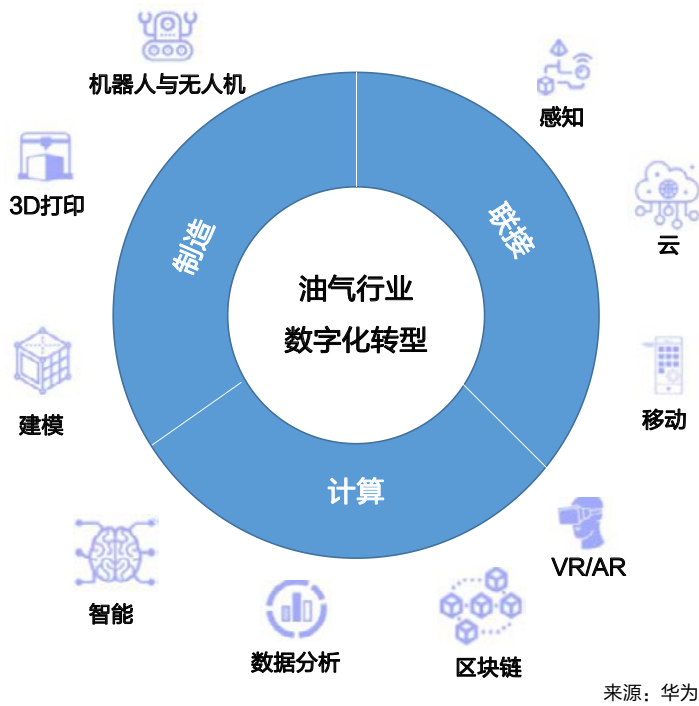 机器人与无人机
感知
3D打印
制造
联接
云
油气行业
数字化转型
建模
移动
计算
智能
VR/AR
数据分析
区块链
来源：华为